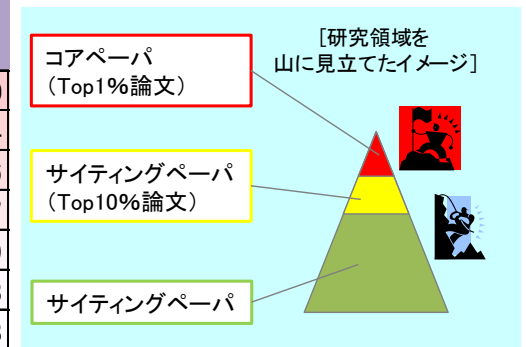 [研究領域を
山に見立てたイメージ]
コアペーパ
（Top1％論文）
サイティングペーパ
（Top10％論文）
サイティングペーパ